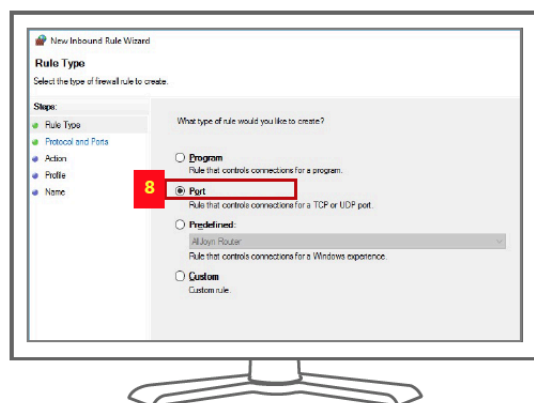 New Inbound Rule Wizard
Rule Type
Select the type of firewall rule to create.
Steps:
Rule Type
Protocol and Ports
Action
Profile
Name
What type of rule would you like to create?
Program
Rule that controls connections for a program.
8
Port
Rule that controls connections for a TCP or UDP port.
Predefined:
AllJoyn Router
Rule that controls connections for a Windows experience.
Custom
Custom rule.